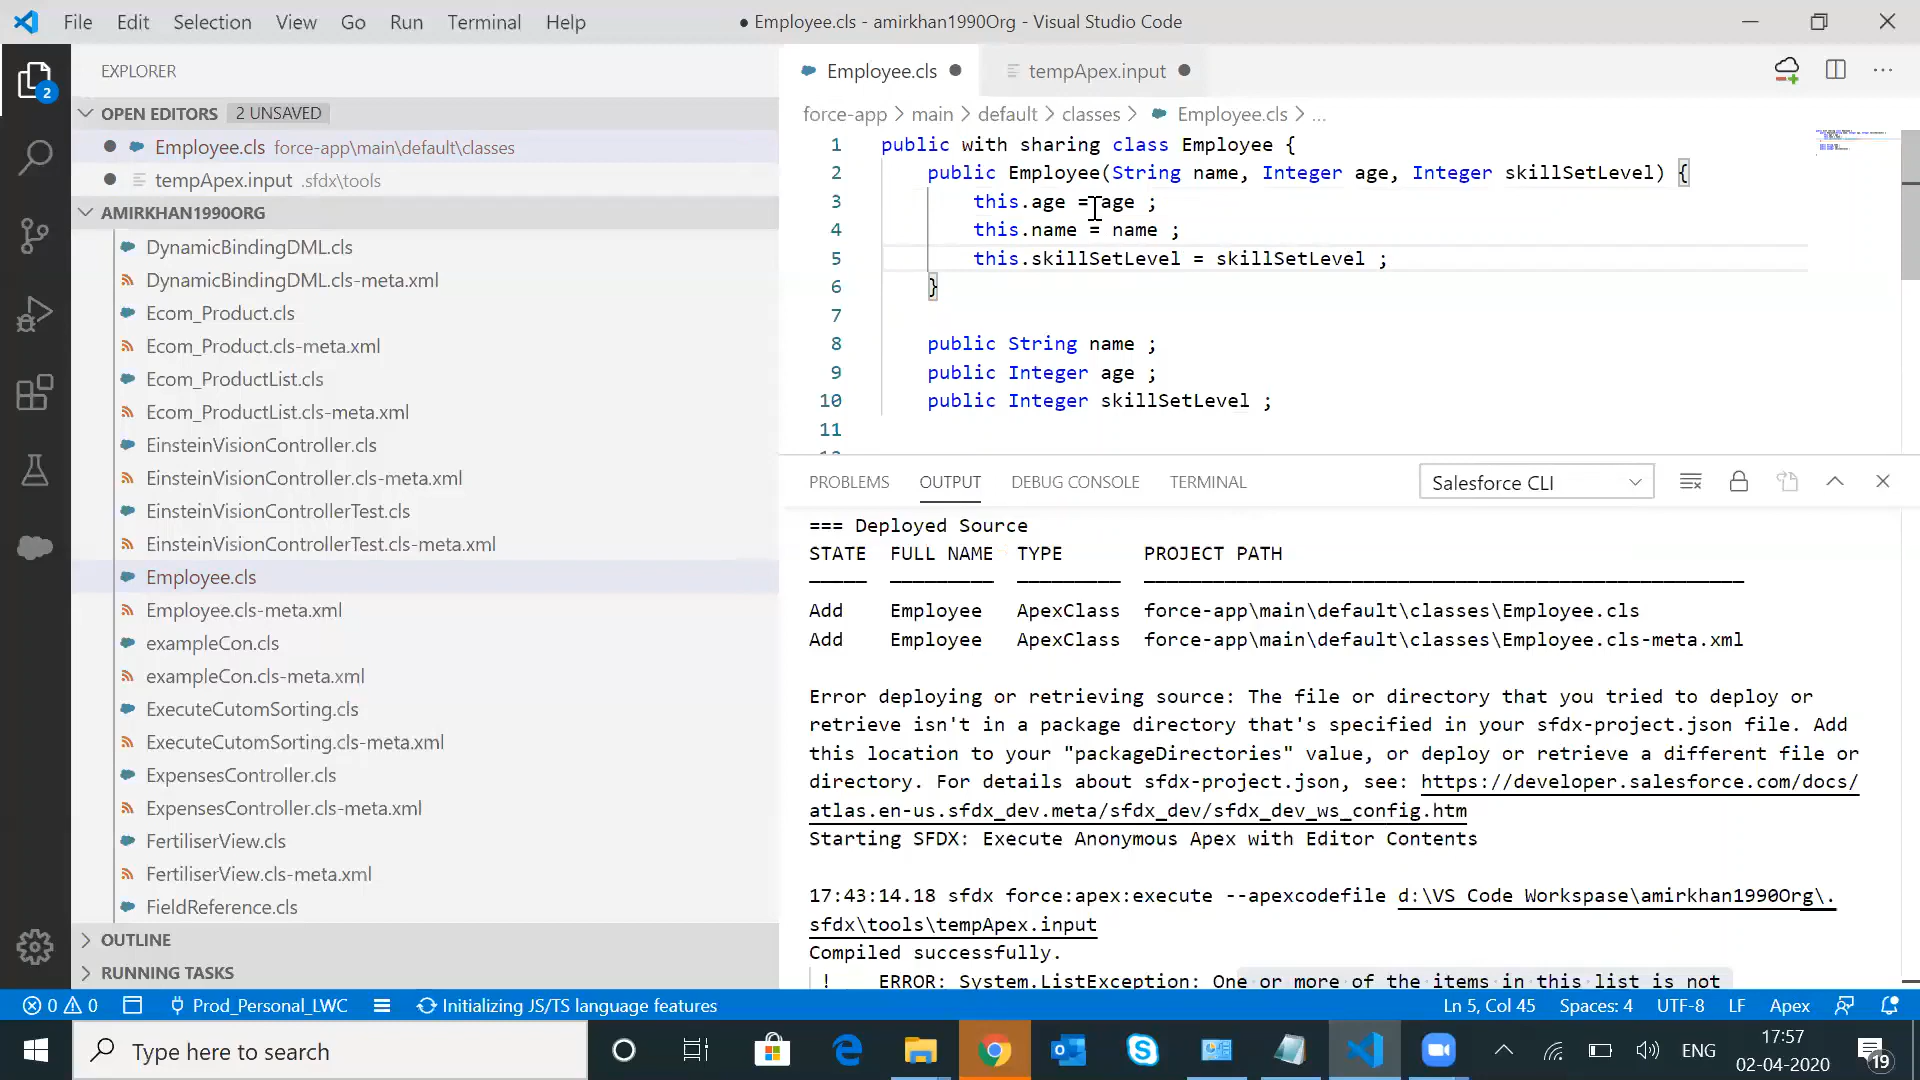 File Edit Selection View Go Run Terminal Help
● Employee.cls - amirkhan1990Org - Visual Studio Code
EXPLORER
OPEN EDITORS 2 UNSAVED
Employee.cls force-app\main\default\classes
tempApex.input .sfdx\tools
AMIRKHAN1990ORG
DynamicBindingDML.cls
DynamicBindingDML.cls-meta.xml
Ecom_Product.cls
Ecom_Product.cls-meta.xml
Ecom_ProductList.cls
Ecom_ProductList.cls-meta.xml
EinsteinVisionController.cls
EinsteinVisionController.cls-meta.xml
EinsteinVisionControllerTest.cls
EinsteinVisionControllerTest.cls-meta.xml
Employee.cls
Employee.cls-meta.xml
exampleCon.cls
exampleCon.cls-meta.xml
ExecuteCutomSorting.cls
ExecuteCutomSorting.cls-meta.xml
ExpensesController.cls
ExpensesController.cls-meta.xml
FertiliserView.cls
FertiliserView.cls-meta.xml
FieldReference.cls
OUTLINE
RUNNING TASKS
2
Employee.cls tempApex.input
force-app > main > default > classes > Employee.cls > ...
1 public with sharing class Employee {
2 public Employee(String name, Integer age, Integer skillSetLevel) {
3 this.age = age ;
4 this.name = name ;
5 this.skillSetLevel = skillSetLevel ;
6 }
7
8 public String name ;
9 public Integer age ;
10 public Integer skillSetLevel ;
11
PROBLEMS OUTPUT DEBUG CONSOLE TERMINAL Salesforce CLI
=== Deployed Source
STATE FULL NAME TYPE PROJECT PATH
Add Employee ApexClass force-app\main\default\classes\Employee.cls
Add Employee ApexClass force-app\main\default\classes\Employee.cls-meta.xml
Error deploying or retrieving source: The file or directory that you tried to deploy or
retrieve isn't in a package directory that's specified in your sfdx-project.json file. Add
this location to your "packageDirectories" value, or deploy or retrieve a different file or
directory. For details about sfdx-project.json, see: https://developer.salesforce.com/docs/
atlas.en-us.sfdx_dev.meta/sfdx_dev/sfdx_dev_ws_config.htm
Starting SFDX: Execute Anonymous Apex with Editor Contents
17:43:14.18 sfdx force:apex:execute --apexcodefile d:\VS Code Workspase\amirkhan1990Org\.
sfdx\tools\tempApex.input
Compiled successfully.
! ERROR: System.ListException: One or more of the items in this list is not
0 0 Prod_Personal_LWC Initializing JS/TS language features
Ln 5, Col 45 Spaces: 4 UTF-8 LF Apex
Type here to search
ENG
17:57
02-04-2020
19